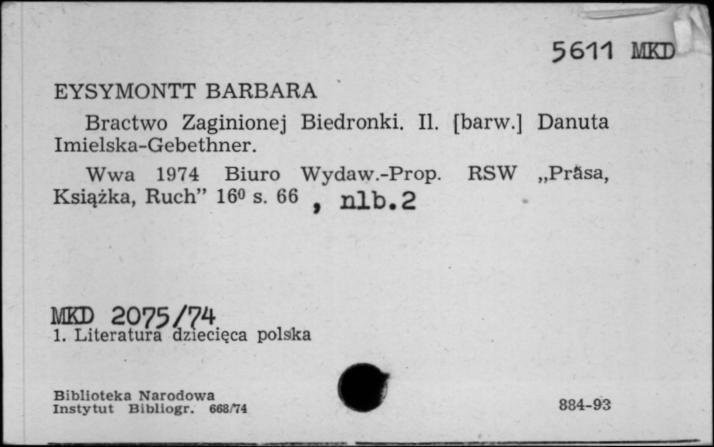 5611 MKD
EYSYMONTT BARBARA
Bractwo Zaginionej Biedronki. Il. [barw.] Danuta
Imielska-Gebethner.
Wwa 1974 Biuro Wydaw.-Prop. RSW „Prasa,
Książka, Ruch” 16⁰ s. 66 , nlb.2
MKD 2075/74
1. Literatura dziecięca polska
Biblioteka Narodowa
Instytut Bibliogr. 668/74
884-93